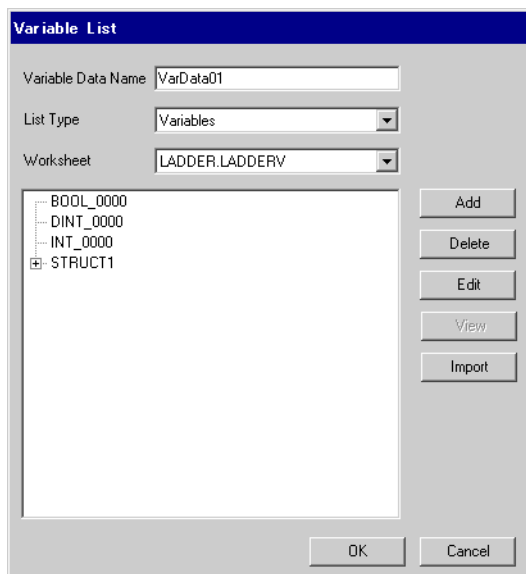 Variable List
Variable Data Name VarData01
List Type Variables
Worksheet LADDER.LADDERV
BOOL_0000
DINT_0000
INT_0000
STRUCT1
Add
Delete
Edit
View
Import
OK Cancel